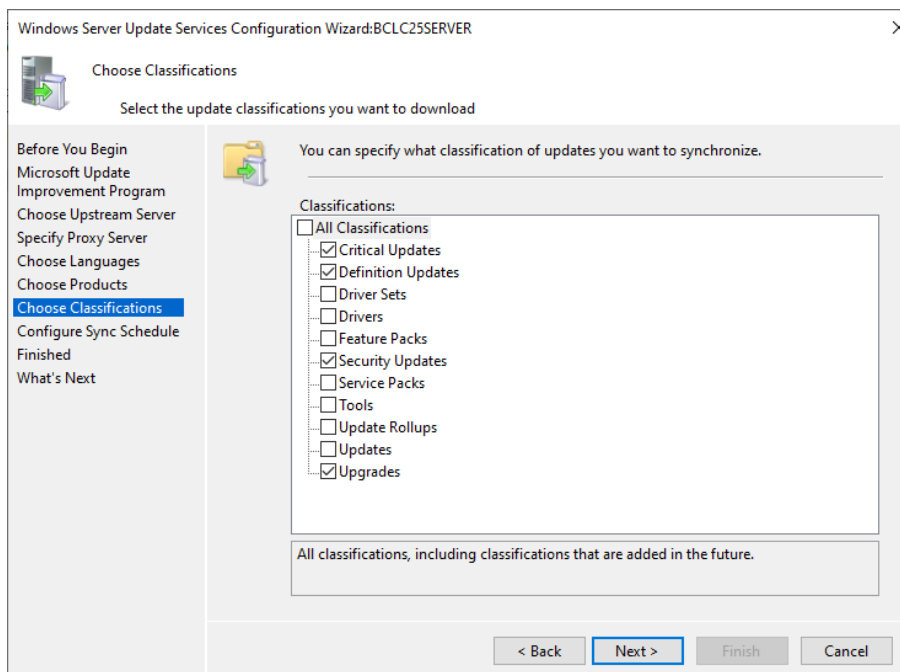 Windows Server Update Services Configuration Wizard:BCLC25SERVER
Choose Classifications
Select the update classifications you want to download
Before You Begin
Microsoft Update
Improvement Program
Choose Upstream Server
Specify Proxy Server
Choose Languages
Choose Products
Choose Classifications
Configure Sync Schedule
Finished
What's Next
You can specify what classification of updates you want to synchronize.
Classifications:
All Classifications
Critical Updates
Definition Updates
Driver Sets
Drivers
Feature Packs
Security Updates
Service Packs
Tools
Update Rollups
Updates
Upgrades
All classifications, including classifications that are added in the future.
< Back
Next >
Finish
Cancel